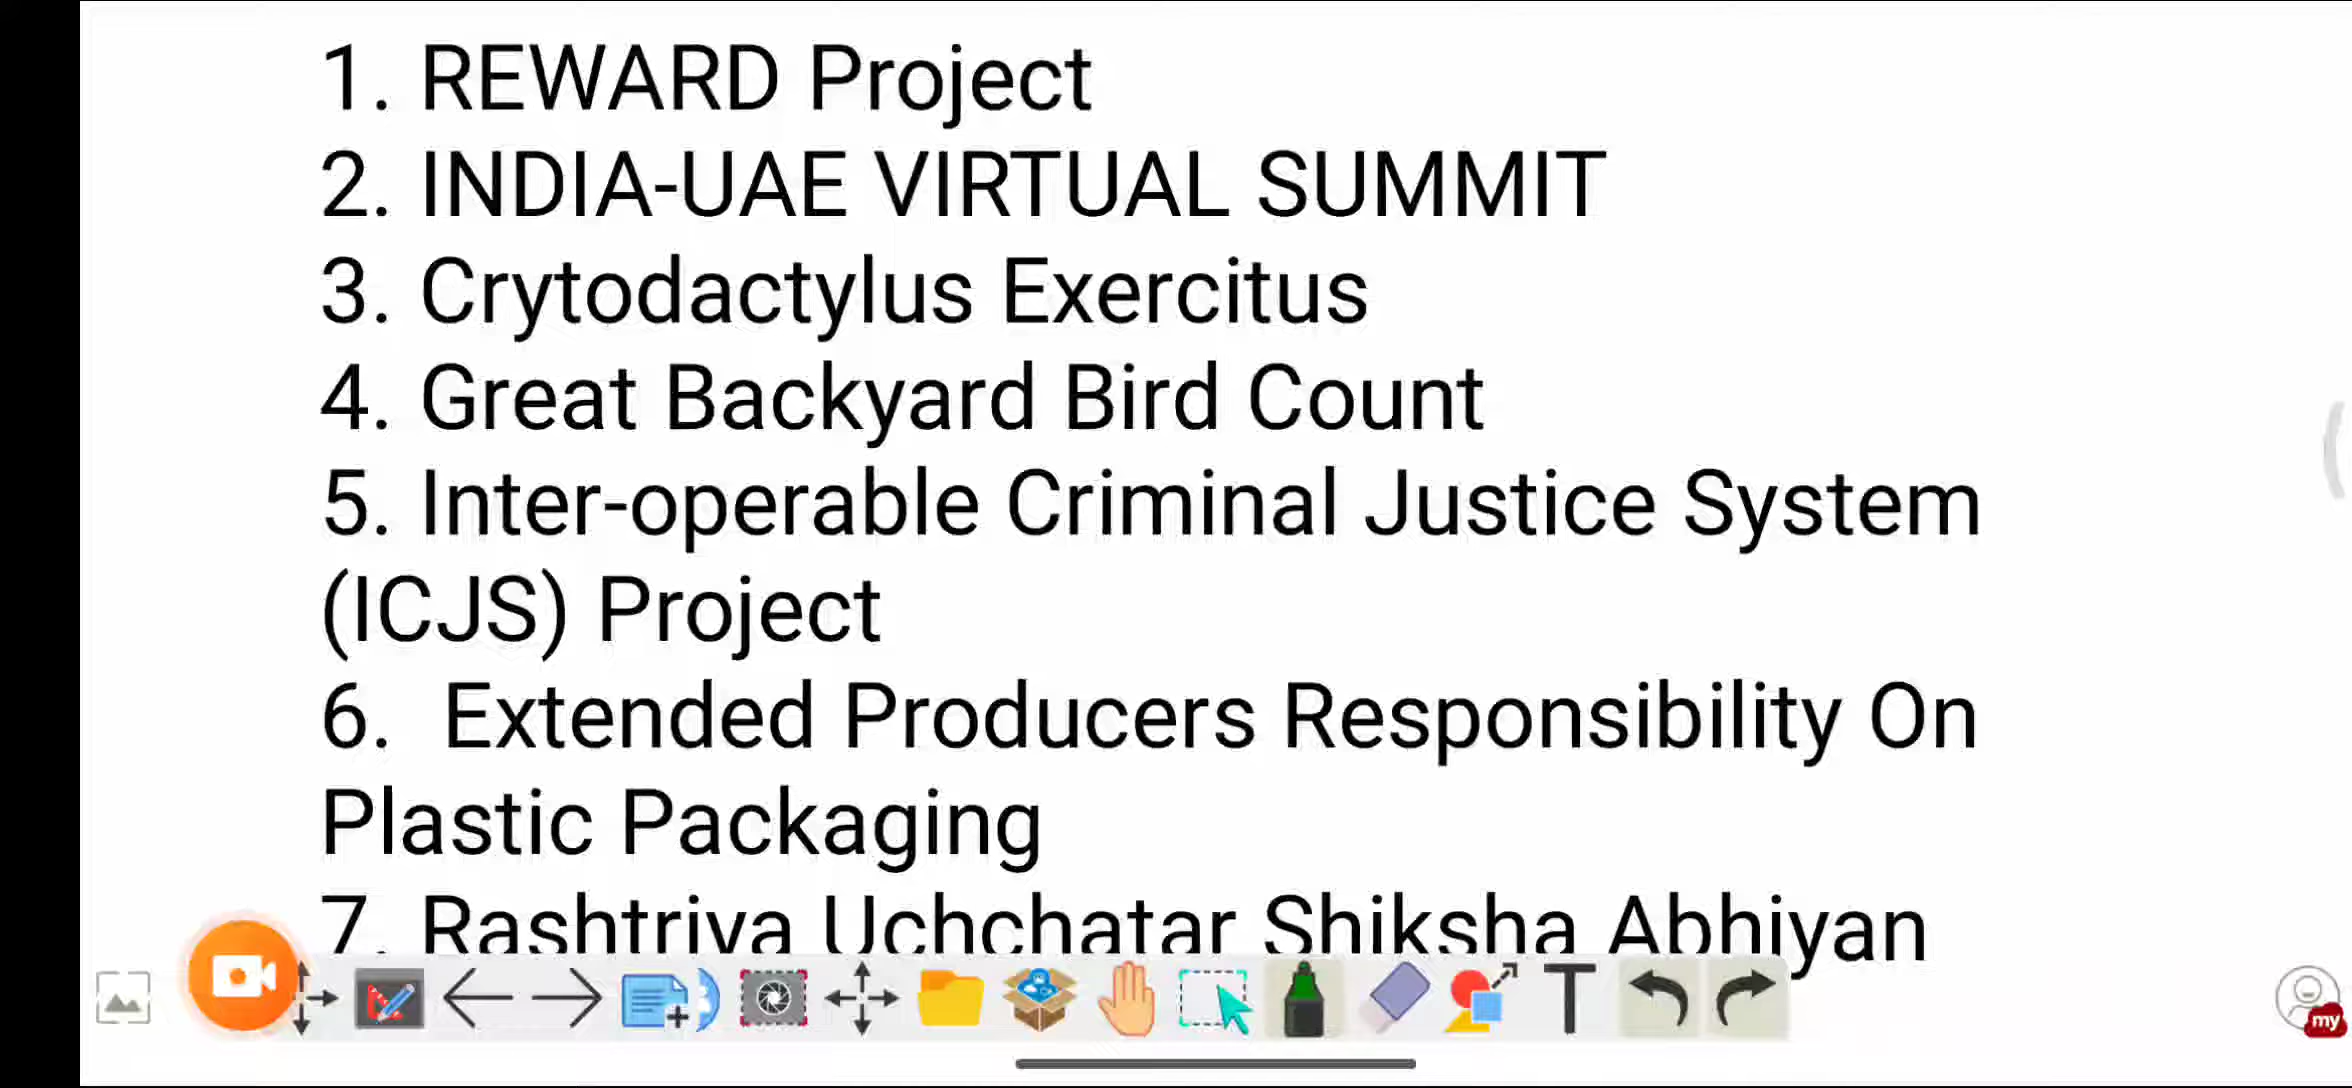 1. REWARD Project
2. INDIA-UAE VIRTUAL SUMMIT
3. Crytodactylus Exercitus
4. Great Backyard Bird Count
5. Inter-operable Criminal Justice System
(ICJS) Project
6. Extended Producers Responsibility On
Plastic Packaging
7. Rashtriya Uchchatar Shiksha Abhiyan
T
my